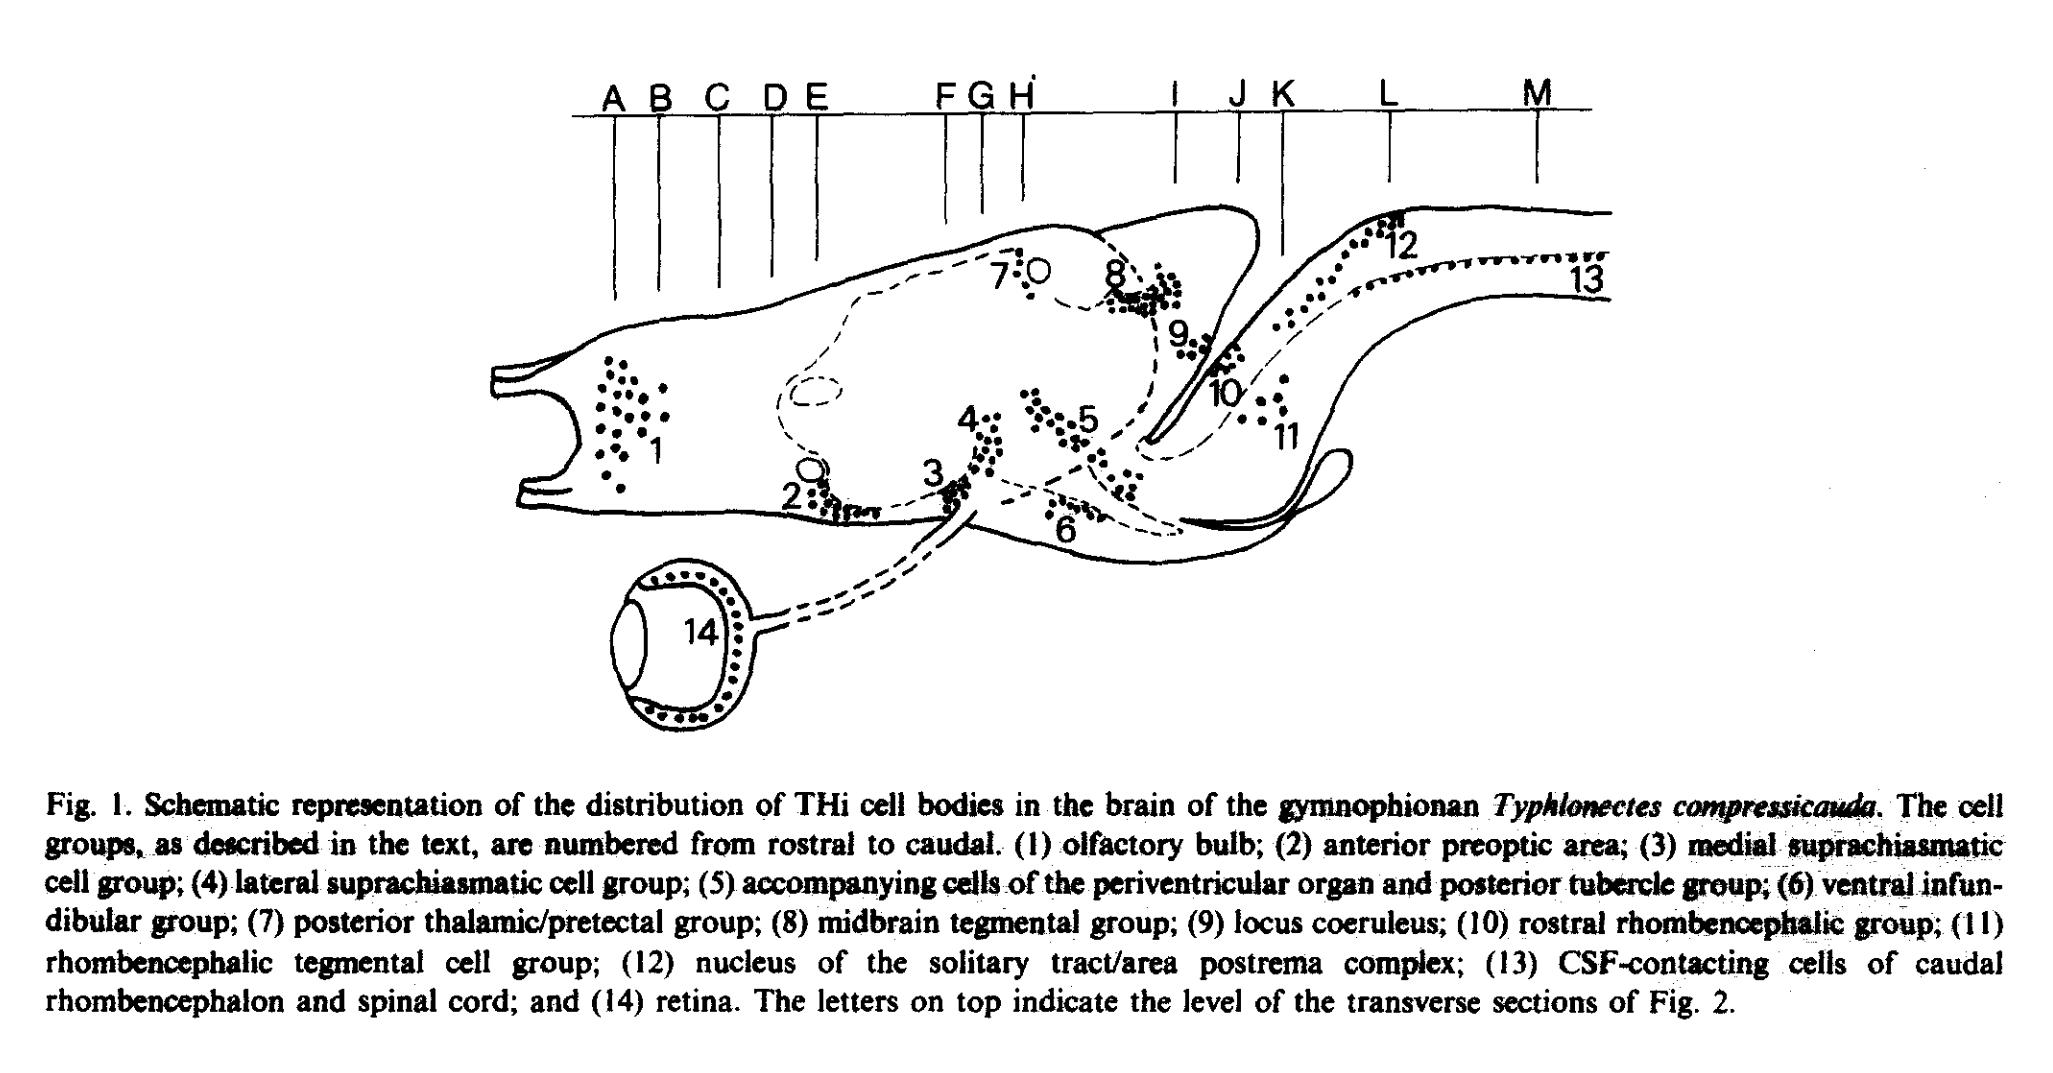 A B C D E F G H I J K L M
12
7 8 13
9
10
1 4 5 11
2 3
6
14
Fig. 1. Schematic representation of the distribution of THi cell bodies in the brain of the gymnophionan Typhlonectes compressicauda. The cell
groups, as described in the text, are numbered from rostral to caudal. (1) olfactory bulb; (2) anterior preoptic area; (3) medial suprachiasmatic
cell group; (4) lateral suprachiasmatic cell group; (5) accompanying cells of the periventricular organ and posterior tubercle group; (6) ventral infun-
dibular group; (7) posterior thalamic/pretectal group; (8) midbrain tegmental group; (9) locus coeruleus; (10) rostral rhombencephalic group; (11)
rhombencephalic tegmental cell group; (12) nucleus of the solitary tract/area postrema complex; (13) CSF-contacting cells of caudal
rhombencephalon and spinal cord; and (14) retina. The letters on top indicate the level of the transverse sections of Fig. 2.